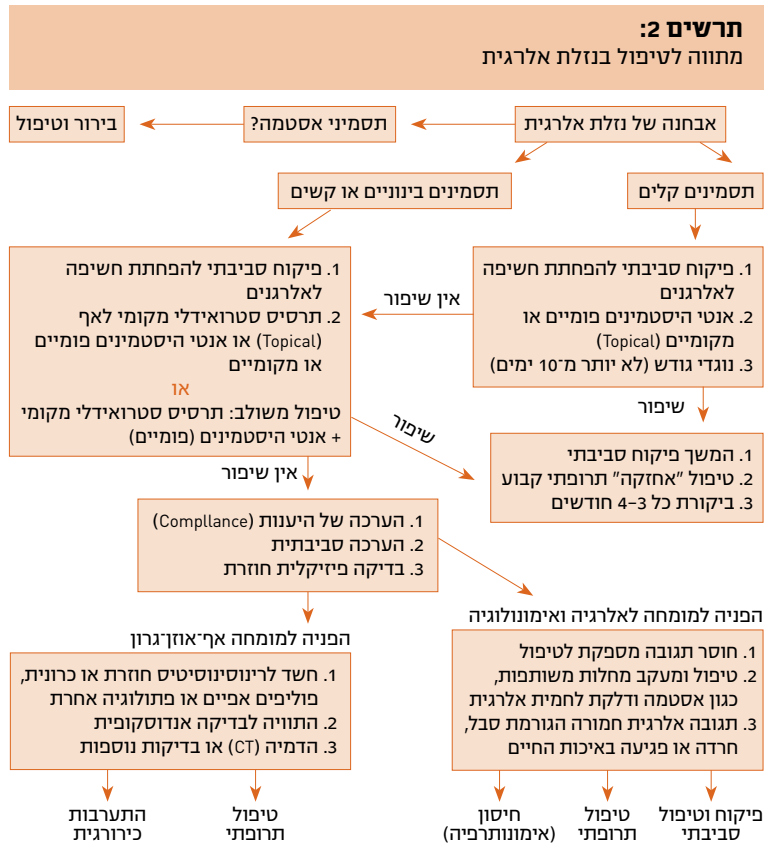 תרשים 2:
מתווה לטיפול בנזלת אלרגית
אבחנה של נזלת אלרגית
תסמיני אסטמה?
בירור וטיפול
תסמינים קלים
תסמינים בינוניים או קשים
1. פיקוח סביבתי להפחתת חשיפה
לאלרגנים
2. אנטי היסטמינים פומיים או
מקומיים (Topical)
3. נוגדי גודש (לא יותר מ־10 ימים)
אין שיפור
1. פיקוח סביבתי להפחתת חשיפה
לאלרגנים
2. תרסיס סטרואידלי מקומי לאף
(Topical) או אנטי היסטמינים פומיים
או מקומיים
או
טיפול משולב: תרסיס סטרואידלי מקומי
+ אנטי היסטמינים (פומיים)
שיפור
שיפור
1. המשך פיקוח סביבתי
2. טיפול "אחזקה" תרופתי קבוע
3. ביקורת כל 3–4 חודשים
אין שיפור
1. הערכה של היענות (Compllance)
2. הערכה סביבתית
3. בדיקה פיזיקלית חוזרת
הפניה למומחה לאלרגיה ואימונולוגיה
1. חוסר תגובה מספקת לטיפול
2. טיפול ומעקב מחלות משותפות,
כגון אסטמה ודלקת לחמית אלרגית
3. תגובה אלרגית חמורה הגורמת סבל,
חרדה או פגיעה באיכות החיים
הפניה למומחה אף־אוזן־גרון
1. חשד לרינוסינוסיטיס חוזרת או כרונית,
פוליפים אפיים או פתולוגיה אחרת
2. התוויה לבדיקה אנדוסקופית
3. הדמיה (CT) או בדיקות נוספות
פיקוח וטיפול
סביבתי
טיפול
תרופתי
חיסון
(אימונותרפיה)
טיפול
תרופתי
התערבות
כירורגית